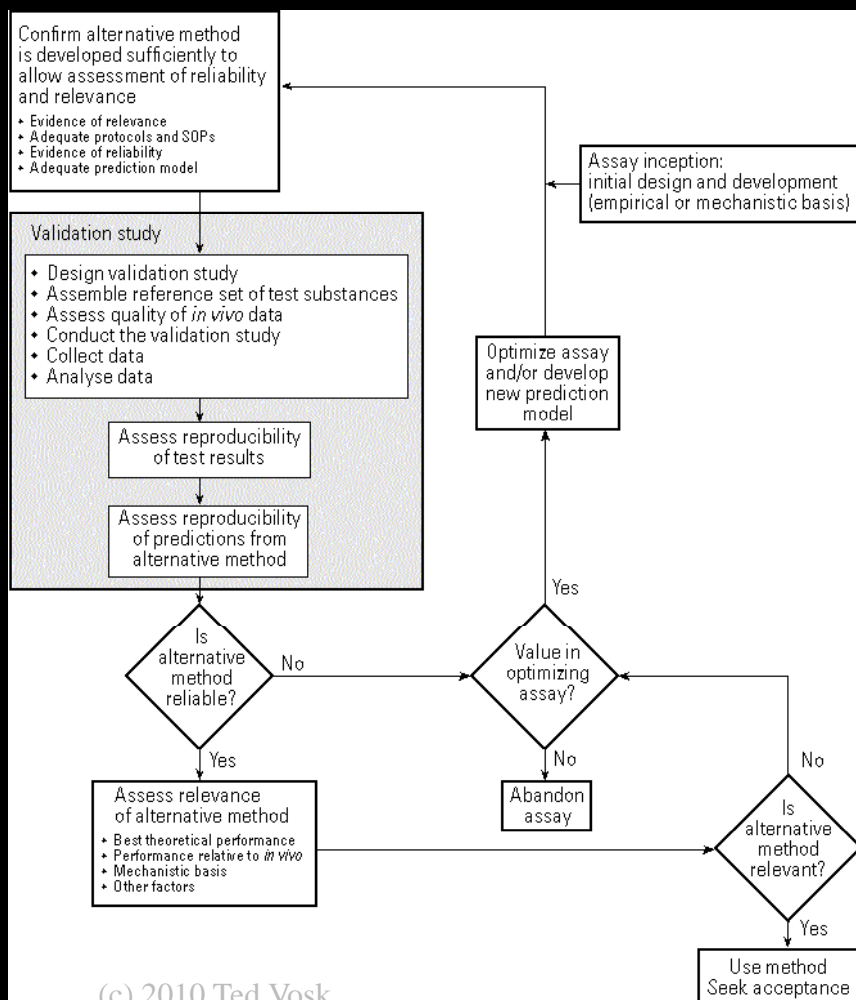 Confirm alternative method
is developed sufficiently to
allow assessment of reliability
and relevance
• Evidence of relevance
• Adequate protocols and SOPs
• Evidence of reliability
• Adequate prediction model
Assay inception:
initial design and development
(empirical or mechanistic basis)
Validation study
• Design validation study
• Assemble reference set of test substances
• Assess quality of in vivo data
• Conduct the validation study
• Collect data
• Analyse data
Optimize assay
and/or develop
new prediction
model
Assess reproducibility
of test results
Assess reproducibility
of predictions from
alternative method
Yes
Is
alternative
method
reliable?
No
Value in
optimizing
assay?
Yes
No
No
Assess relevance
of alternative method
• Best theoretical performance
• Performance relative to in vivo
• Mechanistic basis
• Other factors
Abandon
assay
Is
alternative
method
relevant?
Yes
Use method
Seek acceptance
(c) 2010 Ted Vosk